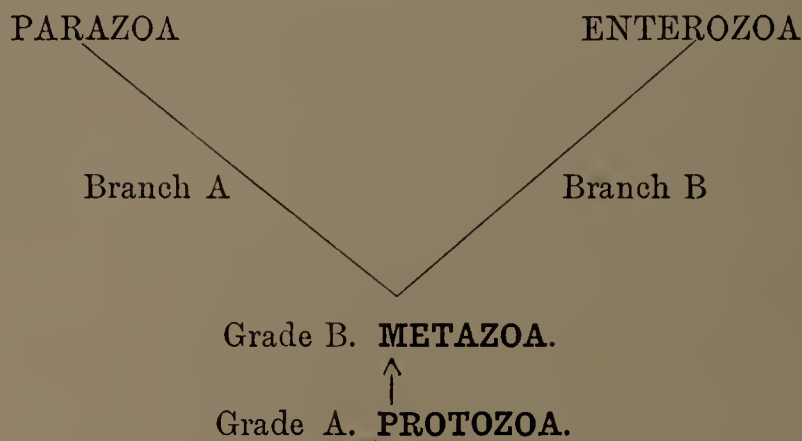 PARAZOA ENTEROZOA
Branch A Branch B
Grade B. METAZOA.
Grade A. PROTOZOA.